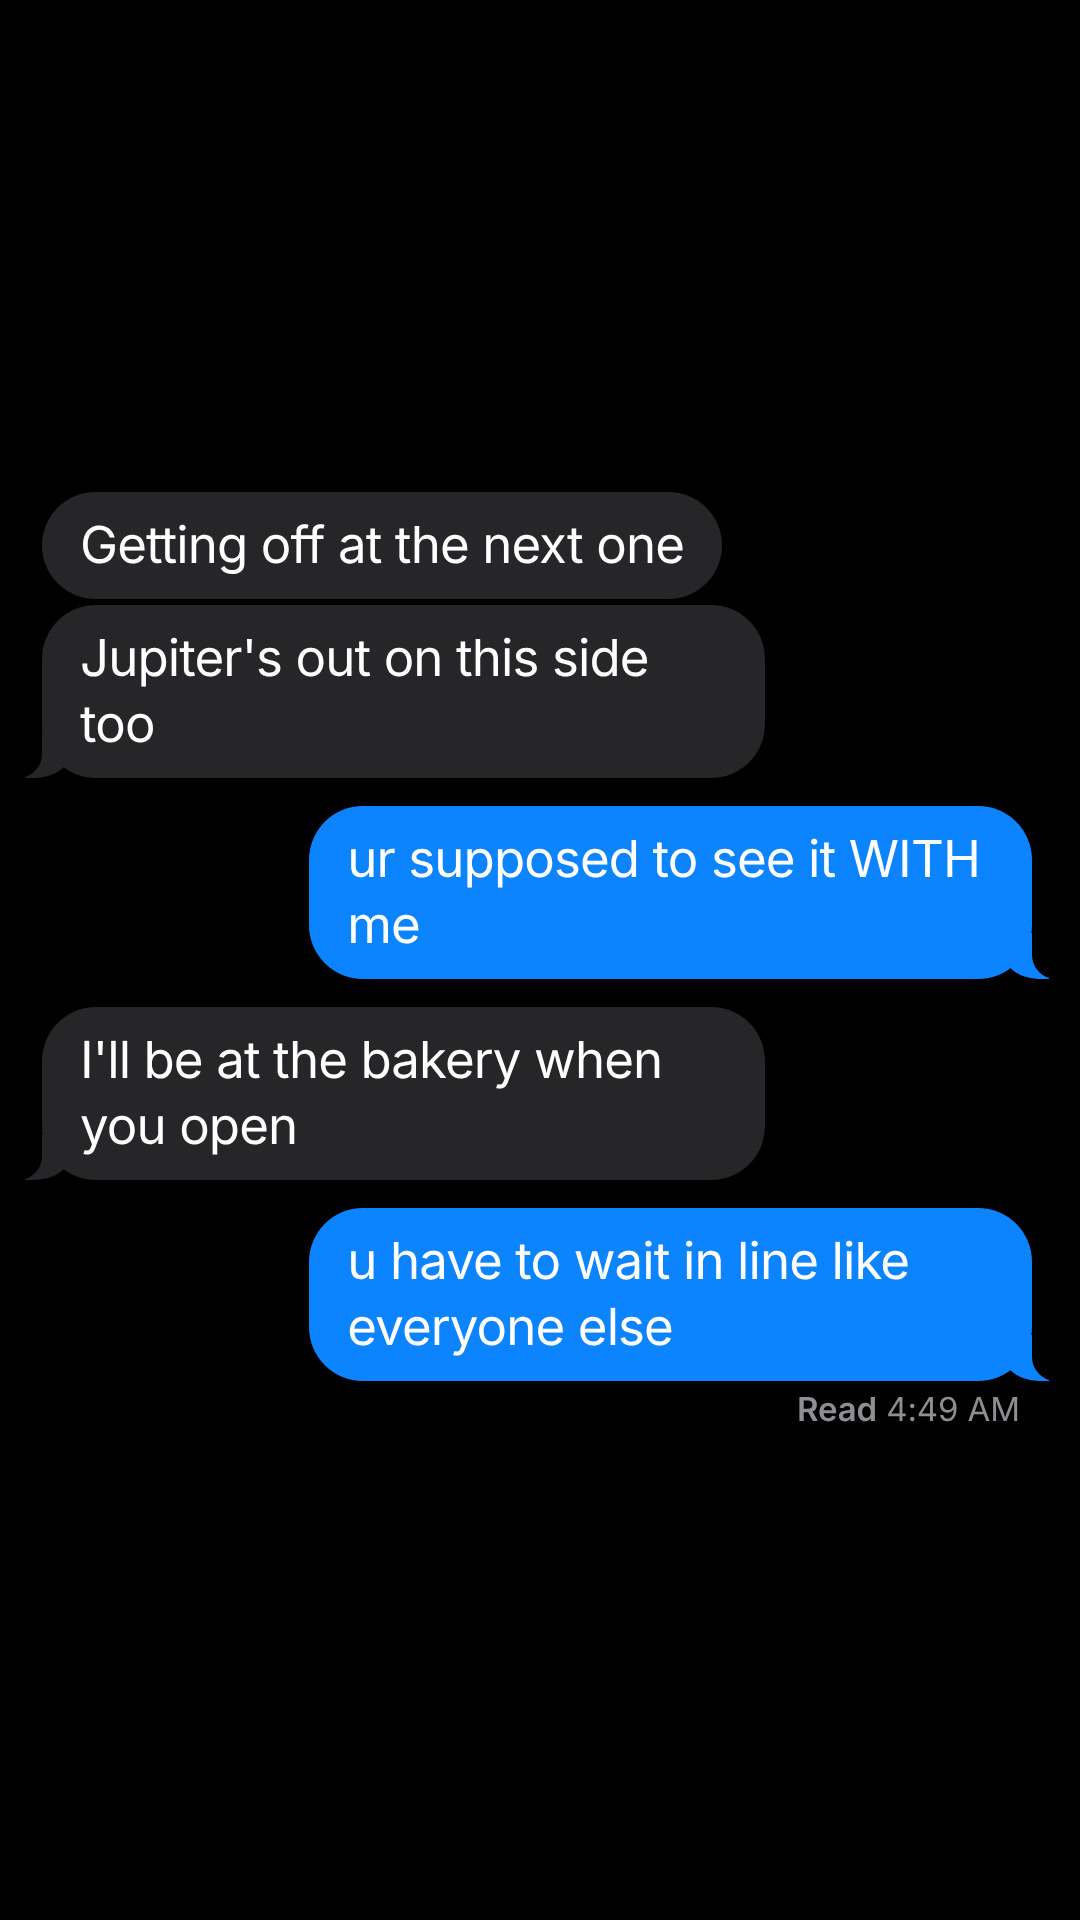 Getting off at the next one
Jupiter's out on this side
too
ur supposed to see it WITH
me
I'll be at the bakery when
you open
u have to wait in line like
everyone else
Read 4:49 AM